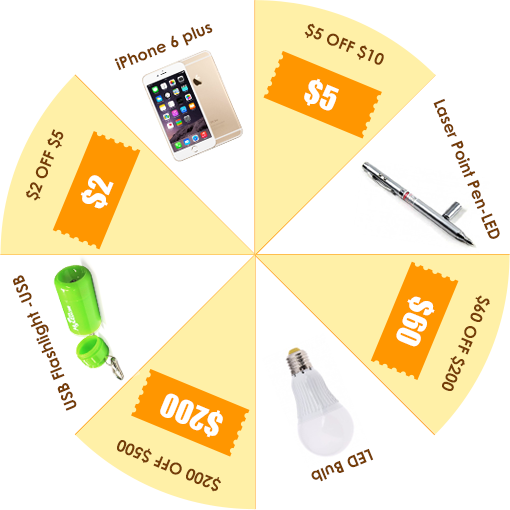 iPhone 6 plus
$5 OFF $10
$5
Laser Point Pen-LED
$60 OFF $200
$60
LED Bulb
$200 OFF $500
$200
USB Flashlight -USB
$2 OFF $5
$2